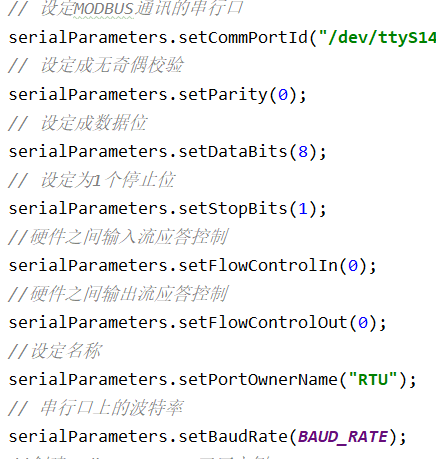 // 设定MODBUS通讯的串行口
serialParameters.setCommPortId("/dev/ttyS14
// 设定成无奇偶校验
serialParameters.setParity(0);
// 设定成数据位
serialParameters.setDataBits(8);
// 设定为1个停止位
serialParameters.setStopBits(1);
//硬件之间输入流应答控制
serialParameters.setFlowControlIn(0);
//硬件之间输出流应答控制
serialParameters.setFlowControlOut(0);
//设定名称
serialParameters.setPortOwnerName("RTU");
// 串行口上的波特率
serialParameters.setBaudRate(BAUD_RATE);